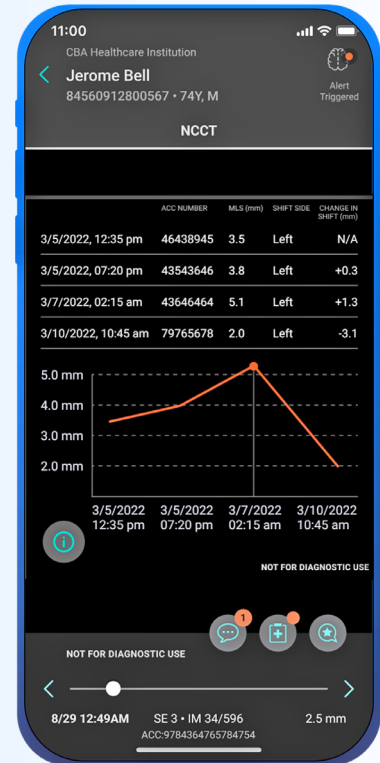 11:00
CBA Healthcare Institution
Jerome Bell
84560912800567 • 74Y, M
Alert
Triggered
NCCT
ACC NUMBER MLS (mm) SHIFT SIDE CHANGE IN SHIFT (mm)
3/5/2022, 12:35 pm 46438945 3.5 Left N/A
3/5/2022, 07:20 pm 43543646 3.8 Left +0.3
3/7/2022, 02:15 am 43646464 5.1 Left +1.3
3/10/2022, 10:45 am 79765678 2.0 Left -3.1
5.0 mm
4.0 mm
3.0 mm
2.0 mm
3/5/2022 3/5/2022 3/7/2022 3/10/2022
12:35 pm 07:20 pm 02:15 am 10:45 am
NOT FOR DIAGNOSTIC USE
1
NOT FOR DIAGNOSTIC USE
8/29 12:49AM SE 3 • IM 34/596 2.5 mm
ACC:9784364765784754